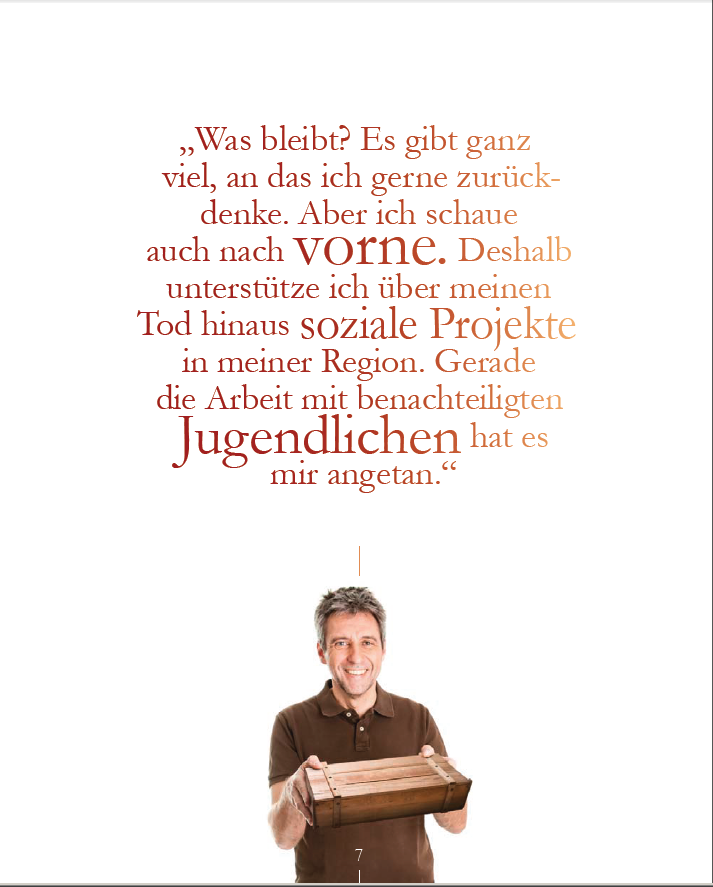 „Was bleibt? Es gibt ganz
viel, an das ich gerne zurück-
denke. Aber ich schaue
auch nach vorne. Deshalb
unterstütze ich über meinen
Tod hinaus soziale Projekte
in meiner Region. Gerade
die Arbeit mit benachteiligten
Jugendlichen hat es
mir angetan.“
7